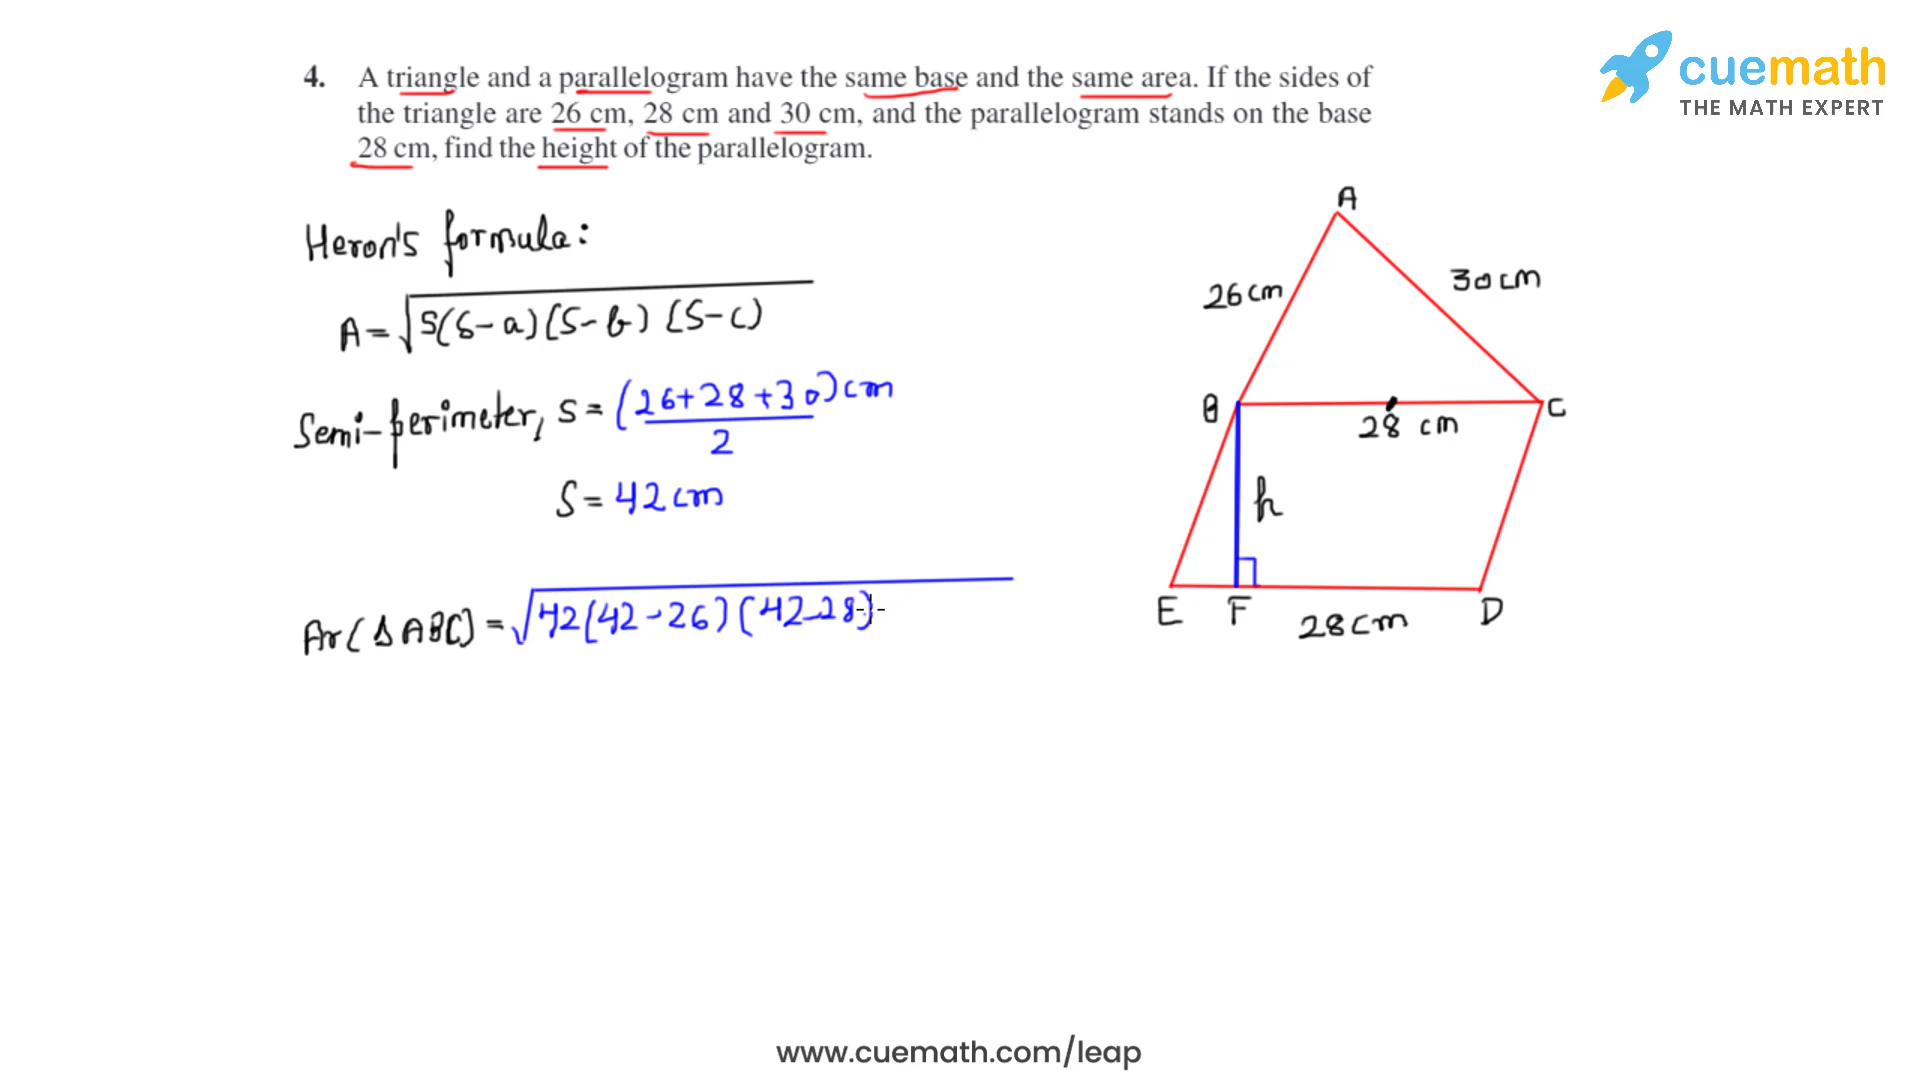 4. A triangle and a parallelogram have the same base and the same area. If the sides of
the triangle are 26 cm, 28 cm and 30 cm, and the parallelogram stands on the base
28 cm, find the height of the parallelogram.
cuemath
THE MATH EXPERT
Heron's formula:
A = √S(S-a)(S-b)(S-c)
Semi-perimeter, S = (26+28+30) cm
2
S = 42 cm
Ar(ΔABC) = √42(42-26)(42-28)
A
26 cm
30 cm
B
C
28 cm
h
E F D
28 cm
www.cuemath.com/leap